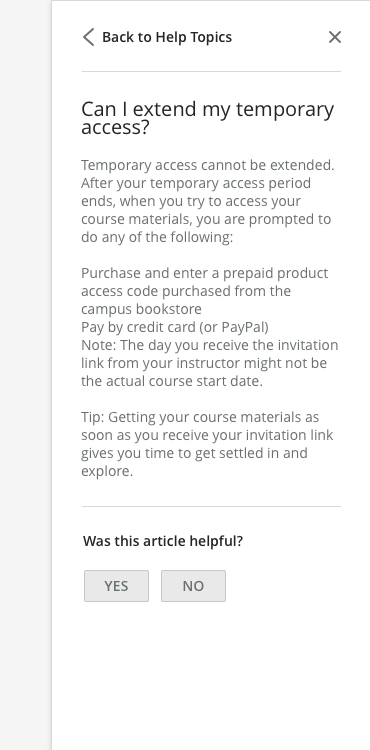 Back to Help Topics
Can I extend my temporary
access?
Temporary access cannot be extended.
After your temporary access period
ends, when you try to access your
course materials, you are prompted to
do any of the following:
Purchase and enter a prepaid product
access code purchased from the
campus bookstore
Pay by credit card (or PayPal)
Note: The day you receive the invitation
link from your instructor might not be
the actual course start date.
Tip: Getting your course materials as
soon as you receive your invitation link
gives you time to get settled in and
explore.
Was this article helpful?
YES NO